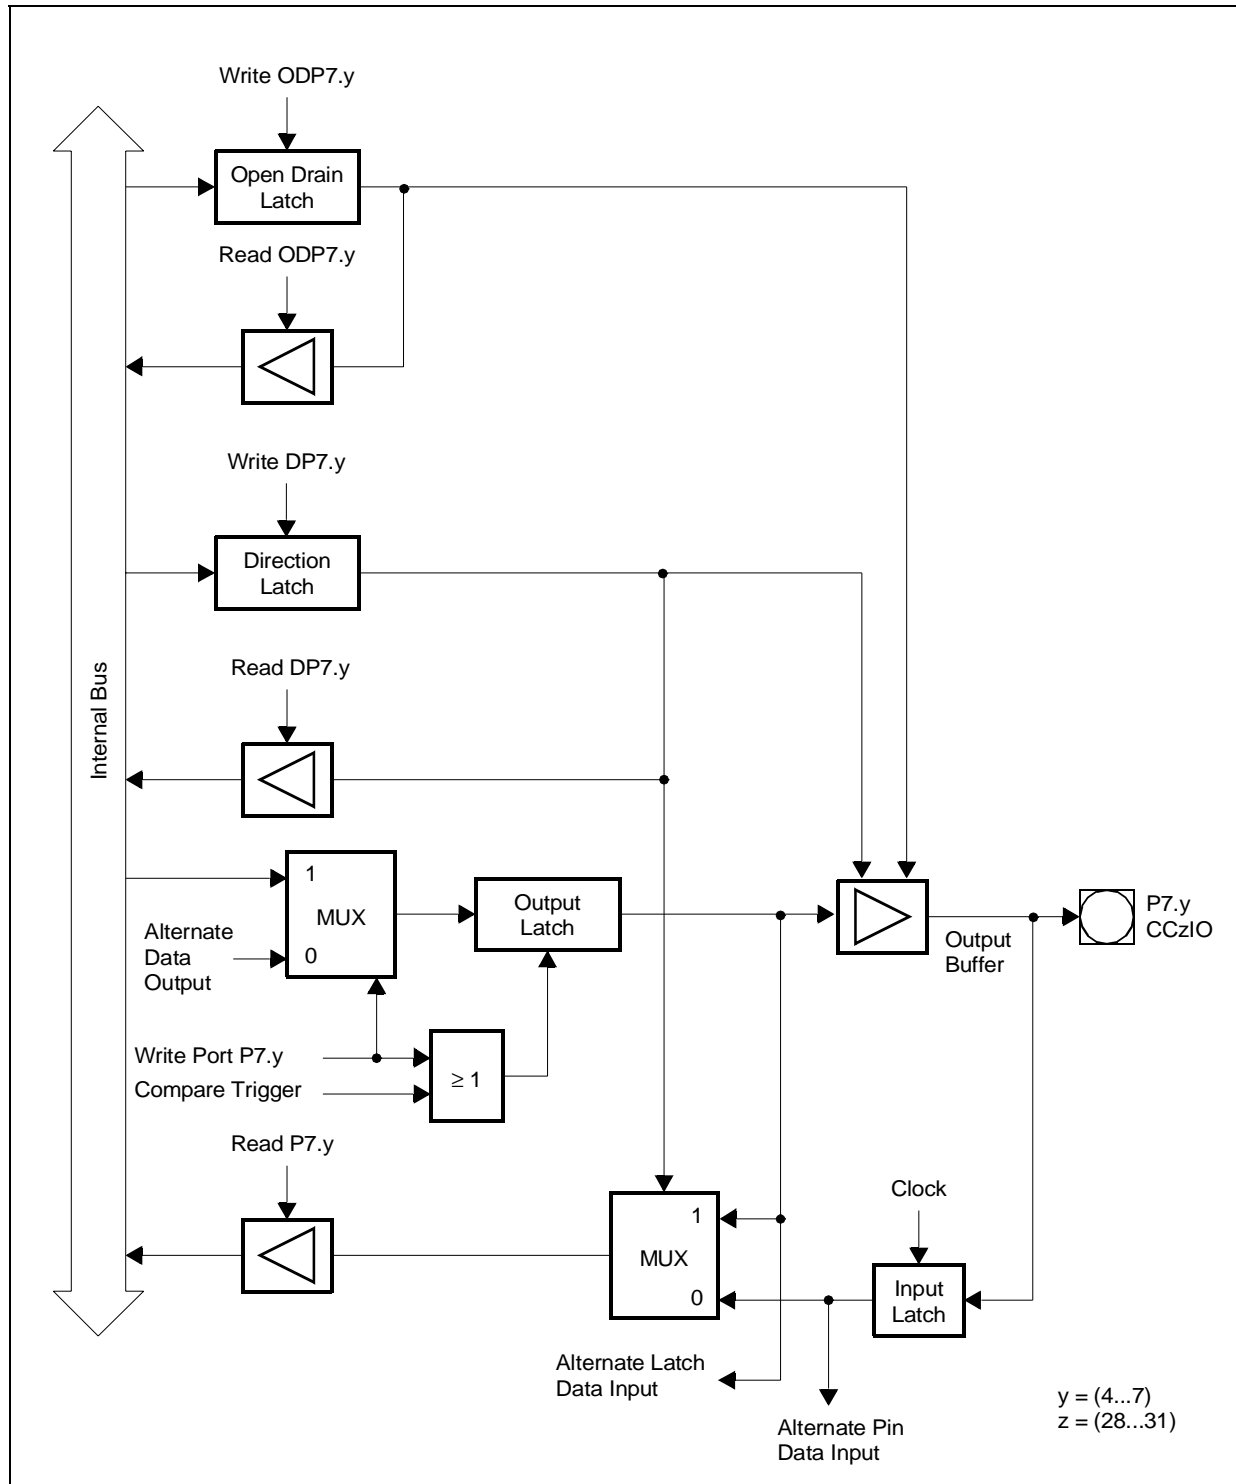 Write ODP7.y
Open Drain
Latch
Read ODP7.y
Write DP7.y
Direction
Latch
Internal Bus
Read DP7.y
1
MUX
0
Alternate
Data
Output
Output
Latch
Output
Buffer
P7.y
CCzIO
Write Port P7.y
Compare Trigger
≥ 1
Read P7.y
1
MUX
0
Clock
Input
Latch
Alternate Latch
Data Input
Alternate Pin
Data Input
y = (4...7)
z = (28...31)